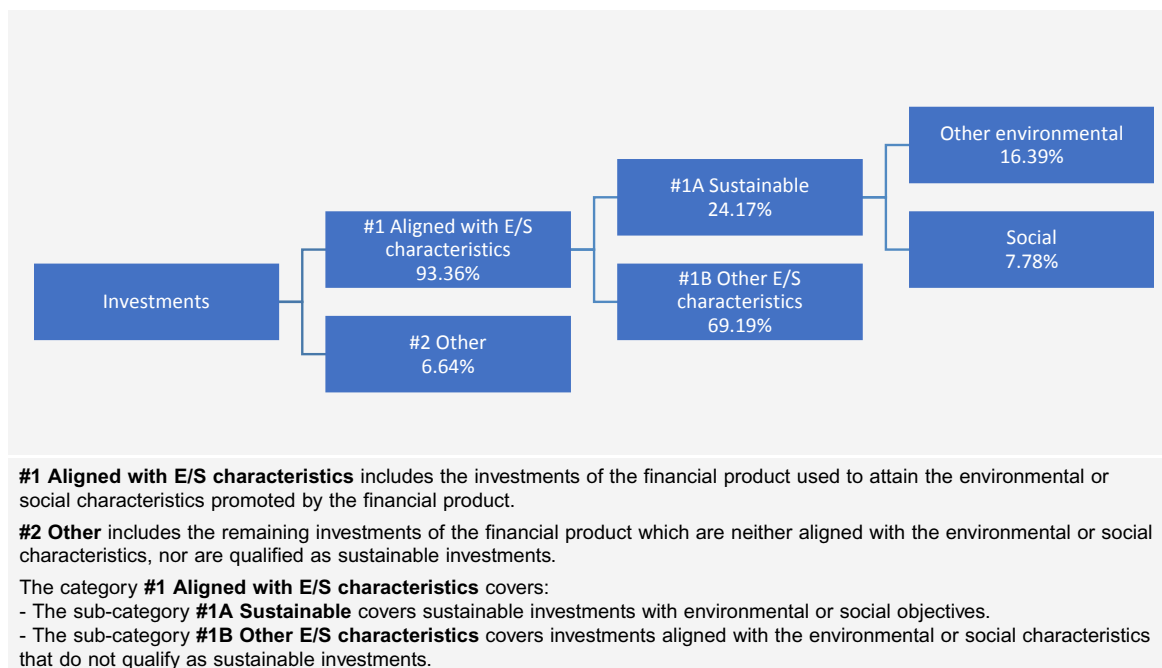 Other environmental
16.39%
#1A Sustainable
24.17%
#1 Aligned with E/S
characteristics
93.36%
Social
7.78%
Investments
#1B Other E/S
characteristics
69.19%
#2 Other
6.64%
#1 Aligned with E/S characteristics includes the investments of the financial product used to attain the environmental or
social characteristics promoted by the financial product.
#2 Other includes the remaining investments of the financial product which are neither aligned with the environmental or social
characteristics, nor are qualified as sustainable investments.
The category #1 Aligned with E/S characteristics covers:
- The sub-category #1A Sustainable covers sustainable investments with environmental or social objectives.
- The sub-category #1B Other E/S characteristics covers investments aligned with the environmental or social characteristics
that do not qualify as sustainable investments.